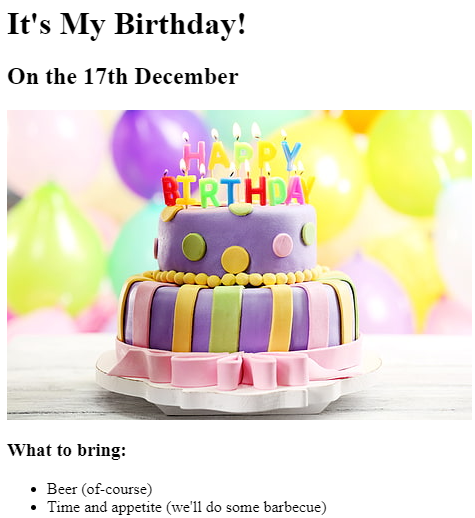 It's My Birthday!
On the 17th December
HAPPY
BIRTHDAY
What to bring:
Beer (of-course)
Time and appetite (we'll do some barbecue)